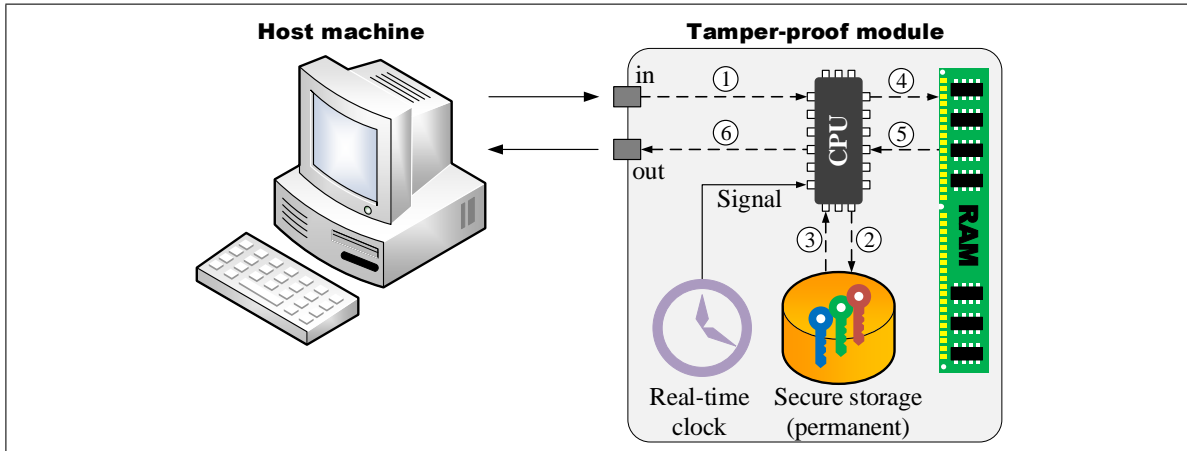 Host machine
Tamper-proof module
in
①
④
CPU
⑥
⑤
out
Signal
③
②
RAM
Real-time
clock
Secure storage
(permanent)